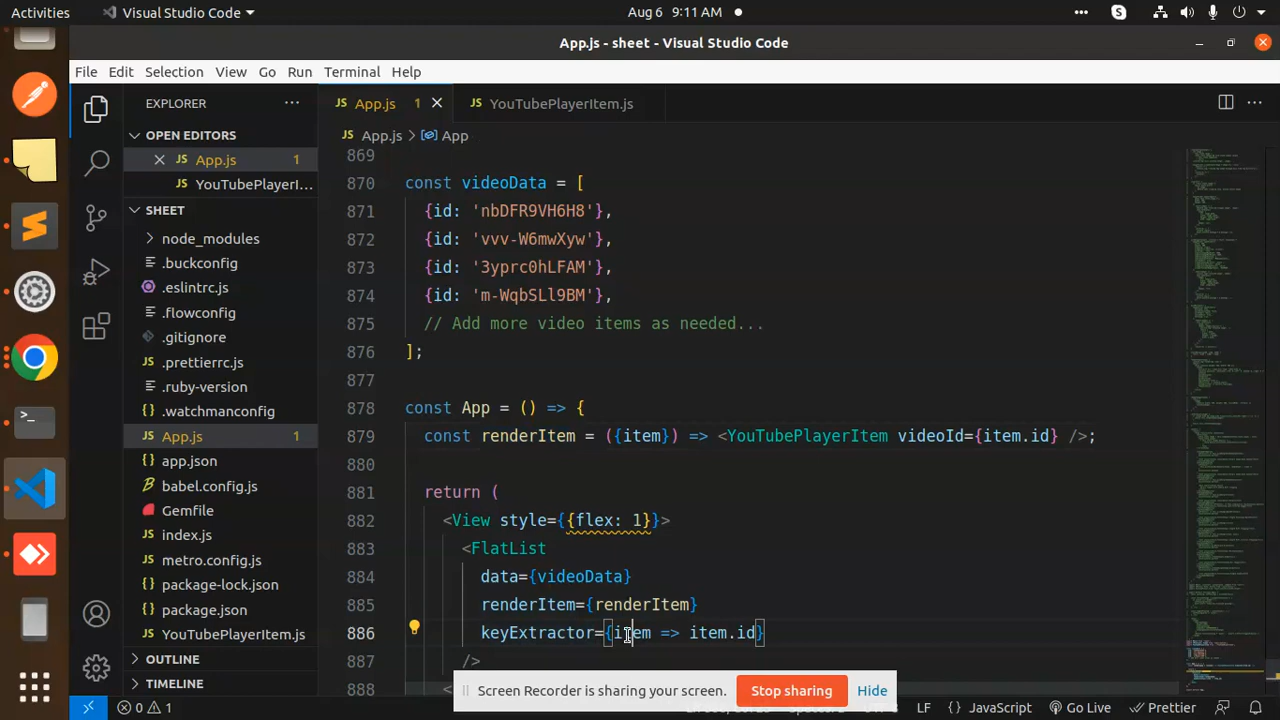 Activities
Visual Studio Code
Aug 6 9:11 AM
App.js - sheet - Visual Studio Code
File Edit Selection View Go Run Terminal Help
EXPLORER
OPEN EDITORS
App.js 1
YouTubePlayerI...
SHEET
node_modules
.buckconfig
.eslintrc.js
.flowconfig
.gitignore
.prettierrc.js
.ruby-version
.watchmanconfig
App.js 1
app.json
babel.config.js
Gemfile
index.js
metro.config.js
package-lock.json
package.json
YouTubePlayerItem.js
OUTLINE
TIMELINE
App.js 1
YouTubePlayerItem.js
App.js > App
869
870 const videoData = [
871 {id: 'nbDFR9VH6H8'},
872 {id: 'vvv-W6mwXyw'},
873 {id: '3yprc0hLFAM'},
874 {id: 'm-WqbSLl9BM'},
875 // Add more video items as needed...
876 ];
877
878 const App = () => {
879 const renderItem = ({item}) => <YouTubePlayerItem videoId={item.id} />;
880
881 return (
882 <View style={{flex: 1}}>
883 <FlatList
884 data={videoData}
885 renderItem={renderItem}
886 keyExtractor={item => item.id}
887 />
888 <
Screen Recorder is sharing your screen. Stop sharing Hide
0 1
LF JavaScript Go Live Prettier